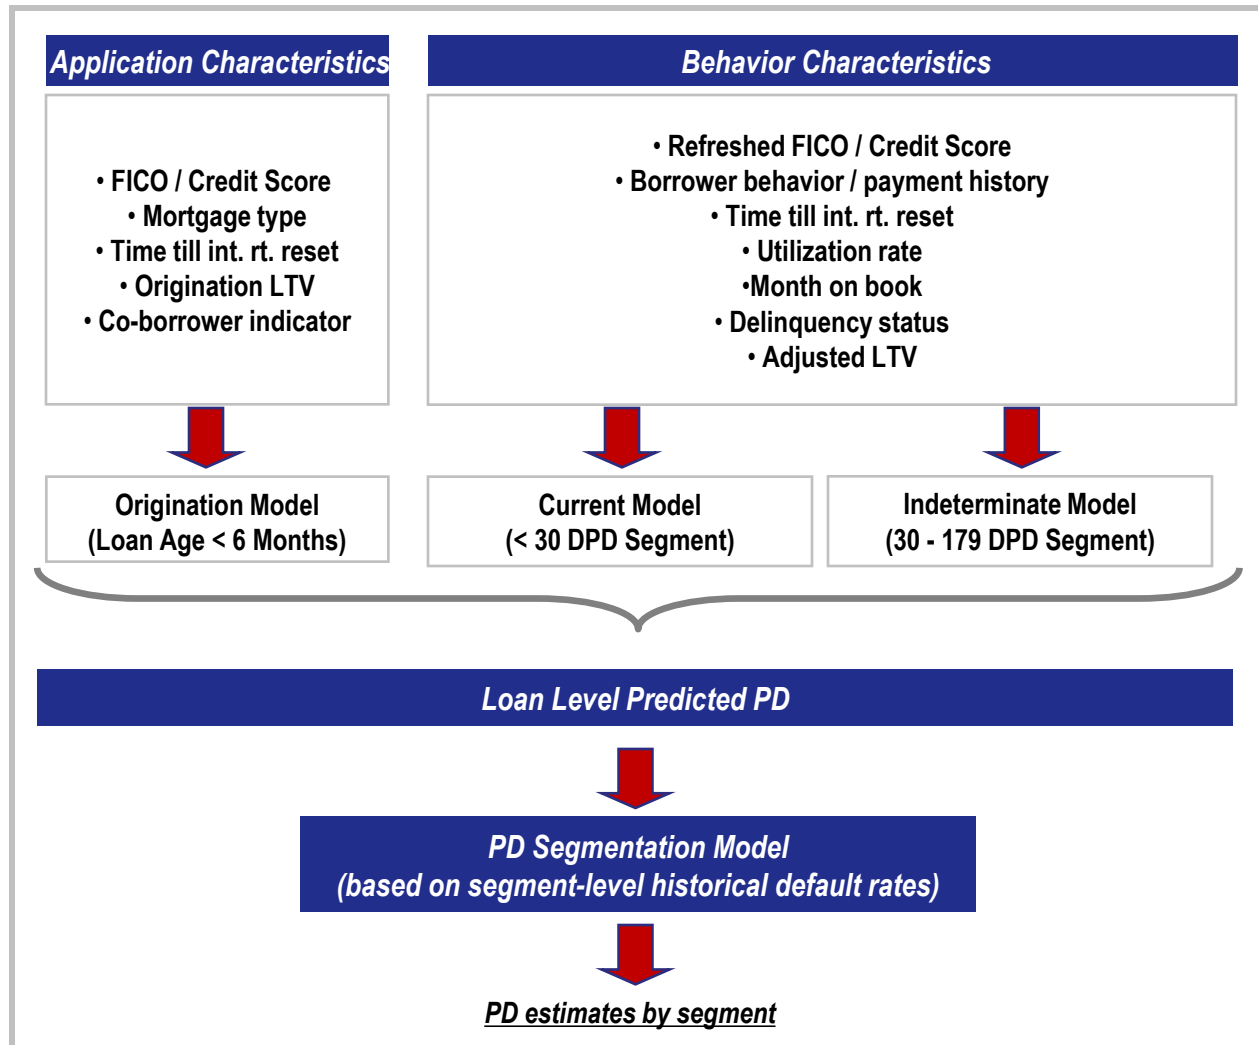 Application Characteristics
• FICO / Credit Score
• Mortgage type
• Time till int. rt. reset
• Origination LTV
• Co-borrower indicator
Behavior Characteristics
• Refreshed FICO / Credit Score
• Borrower behavior / payment history
• Time till int. rt. reset
• Utilization rate
•Month on book
• Delinquency status
• Adjusted LTV
Origination Model
(Loan Age < 6 Months)
Current Model
(< 30 DPD Segment)
Indeterminate Model
(30 - 179 DPD Segment)
Loan Level Predicted PD
PD Segmentation Model
(based on segment-level historical default rates)
PD estimates by segment